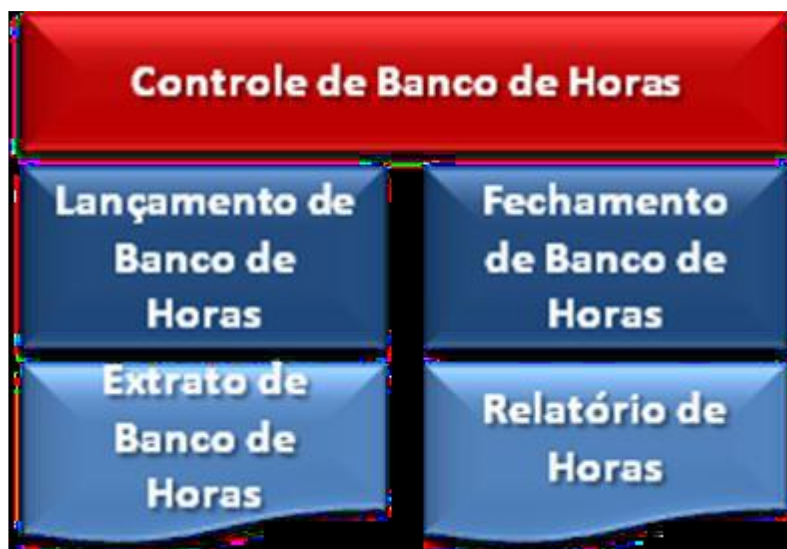 Controle de Banco de Horas
Lançamento de
Banco de
Horas
Fechamento
de Banco de
Horas
Extrato de
Banco de
Horas
Relatório de
Horas